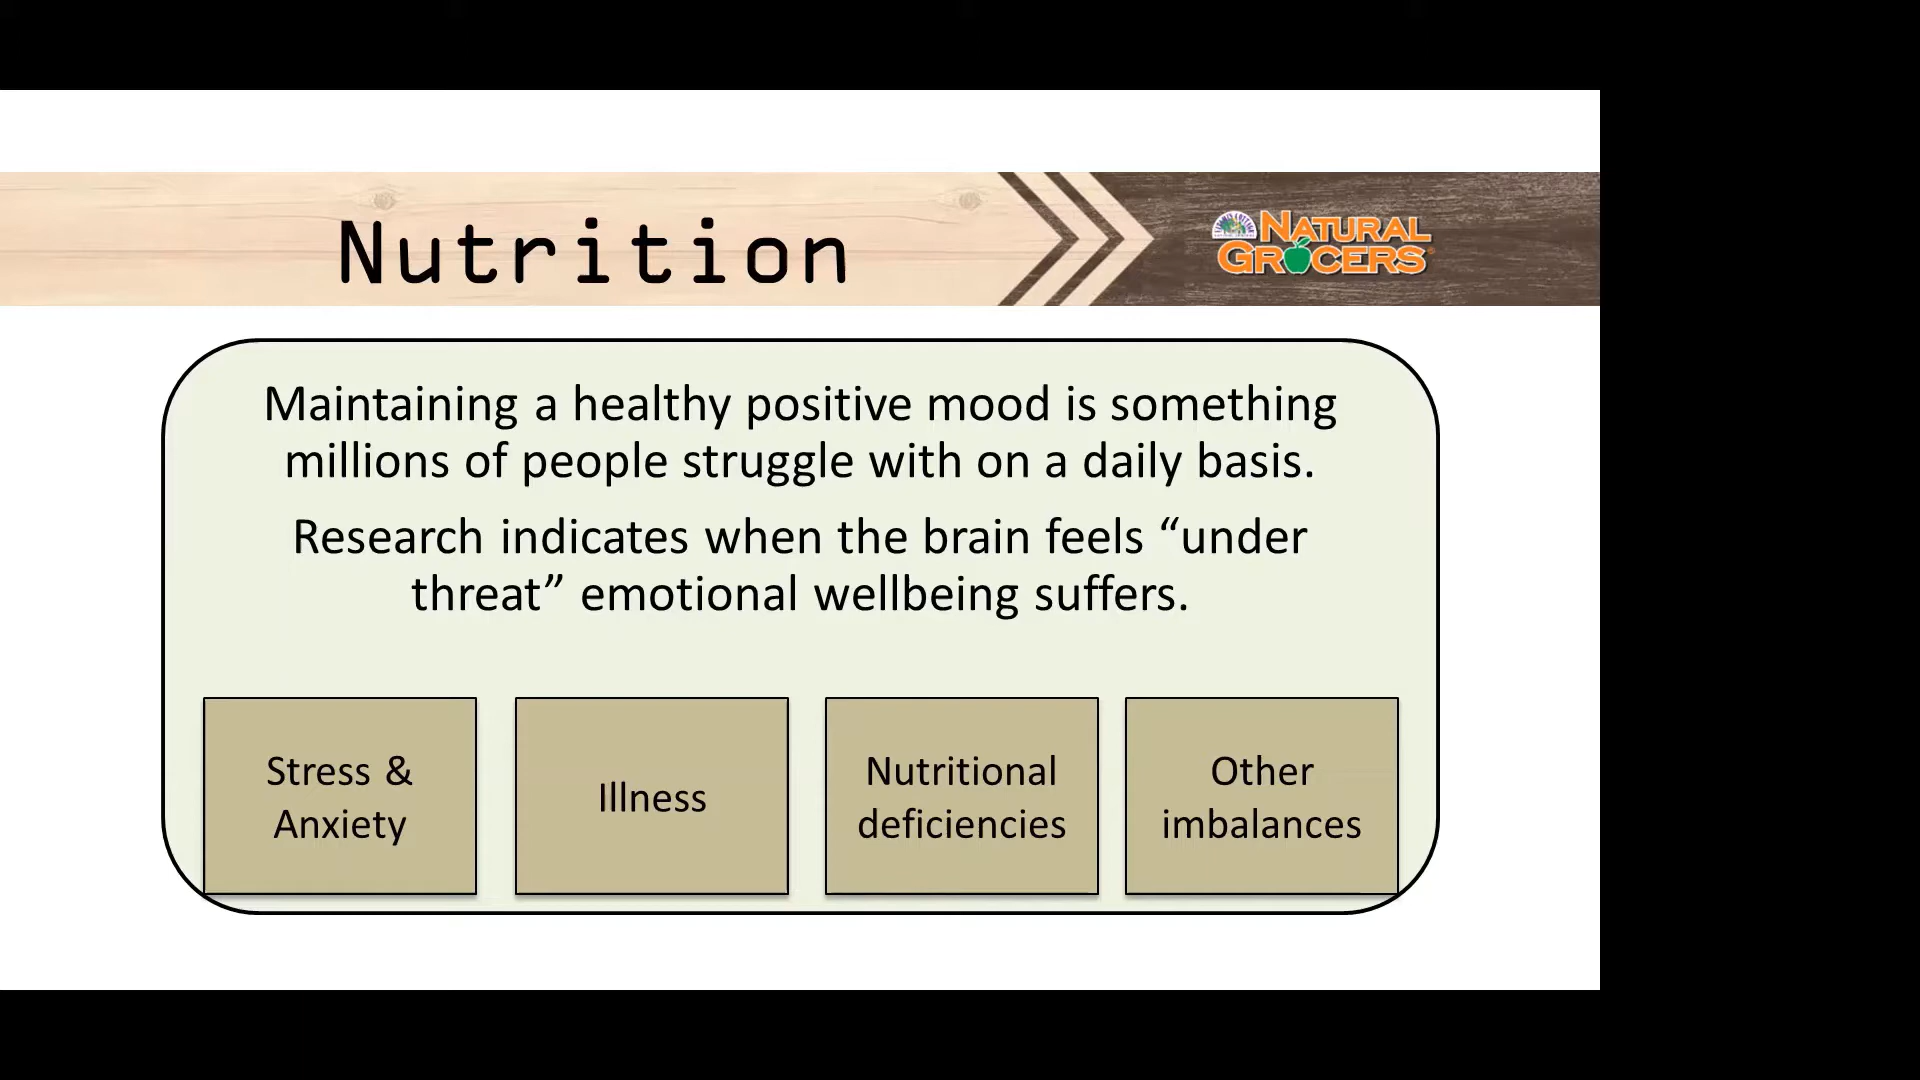 Nutrition
NATURAL
GROCERS
Maintaining a healthy positive mood is something
millions of people struggle with on a daily basis.
Research indicates when the brain feels “under
threat” emotional wellbeing suffers.
Stress &
Anxiety
Illness
Nutritional
deficiencies
Other
imbalances